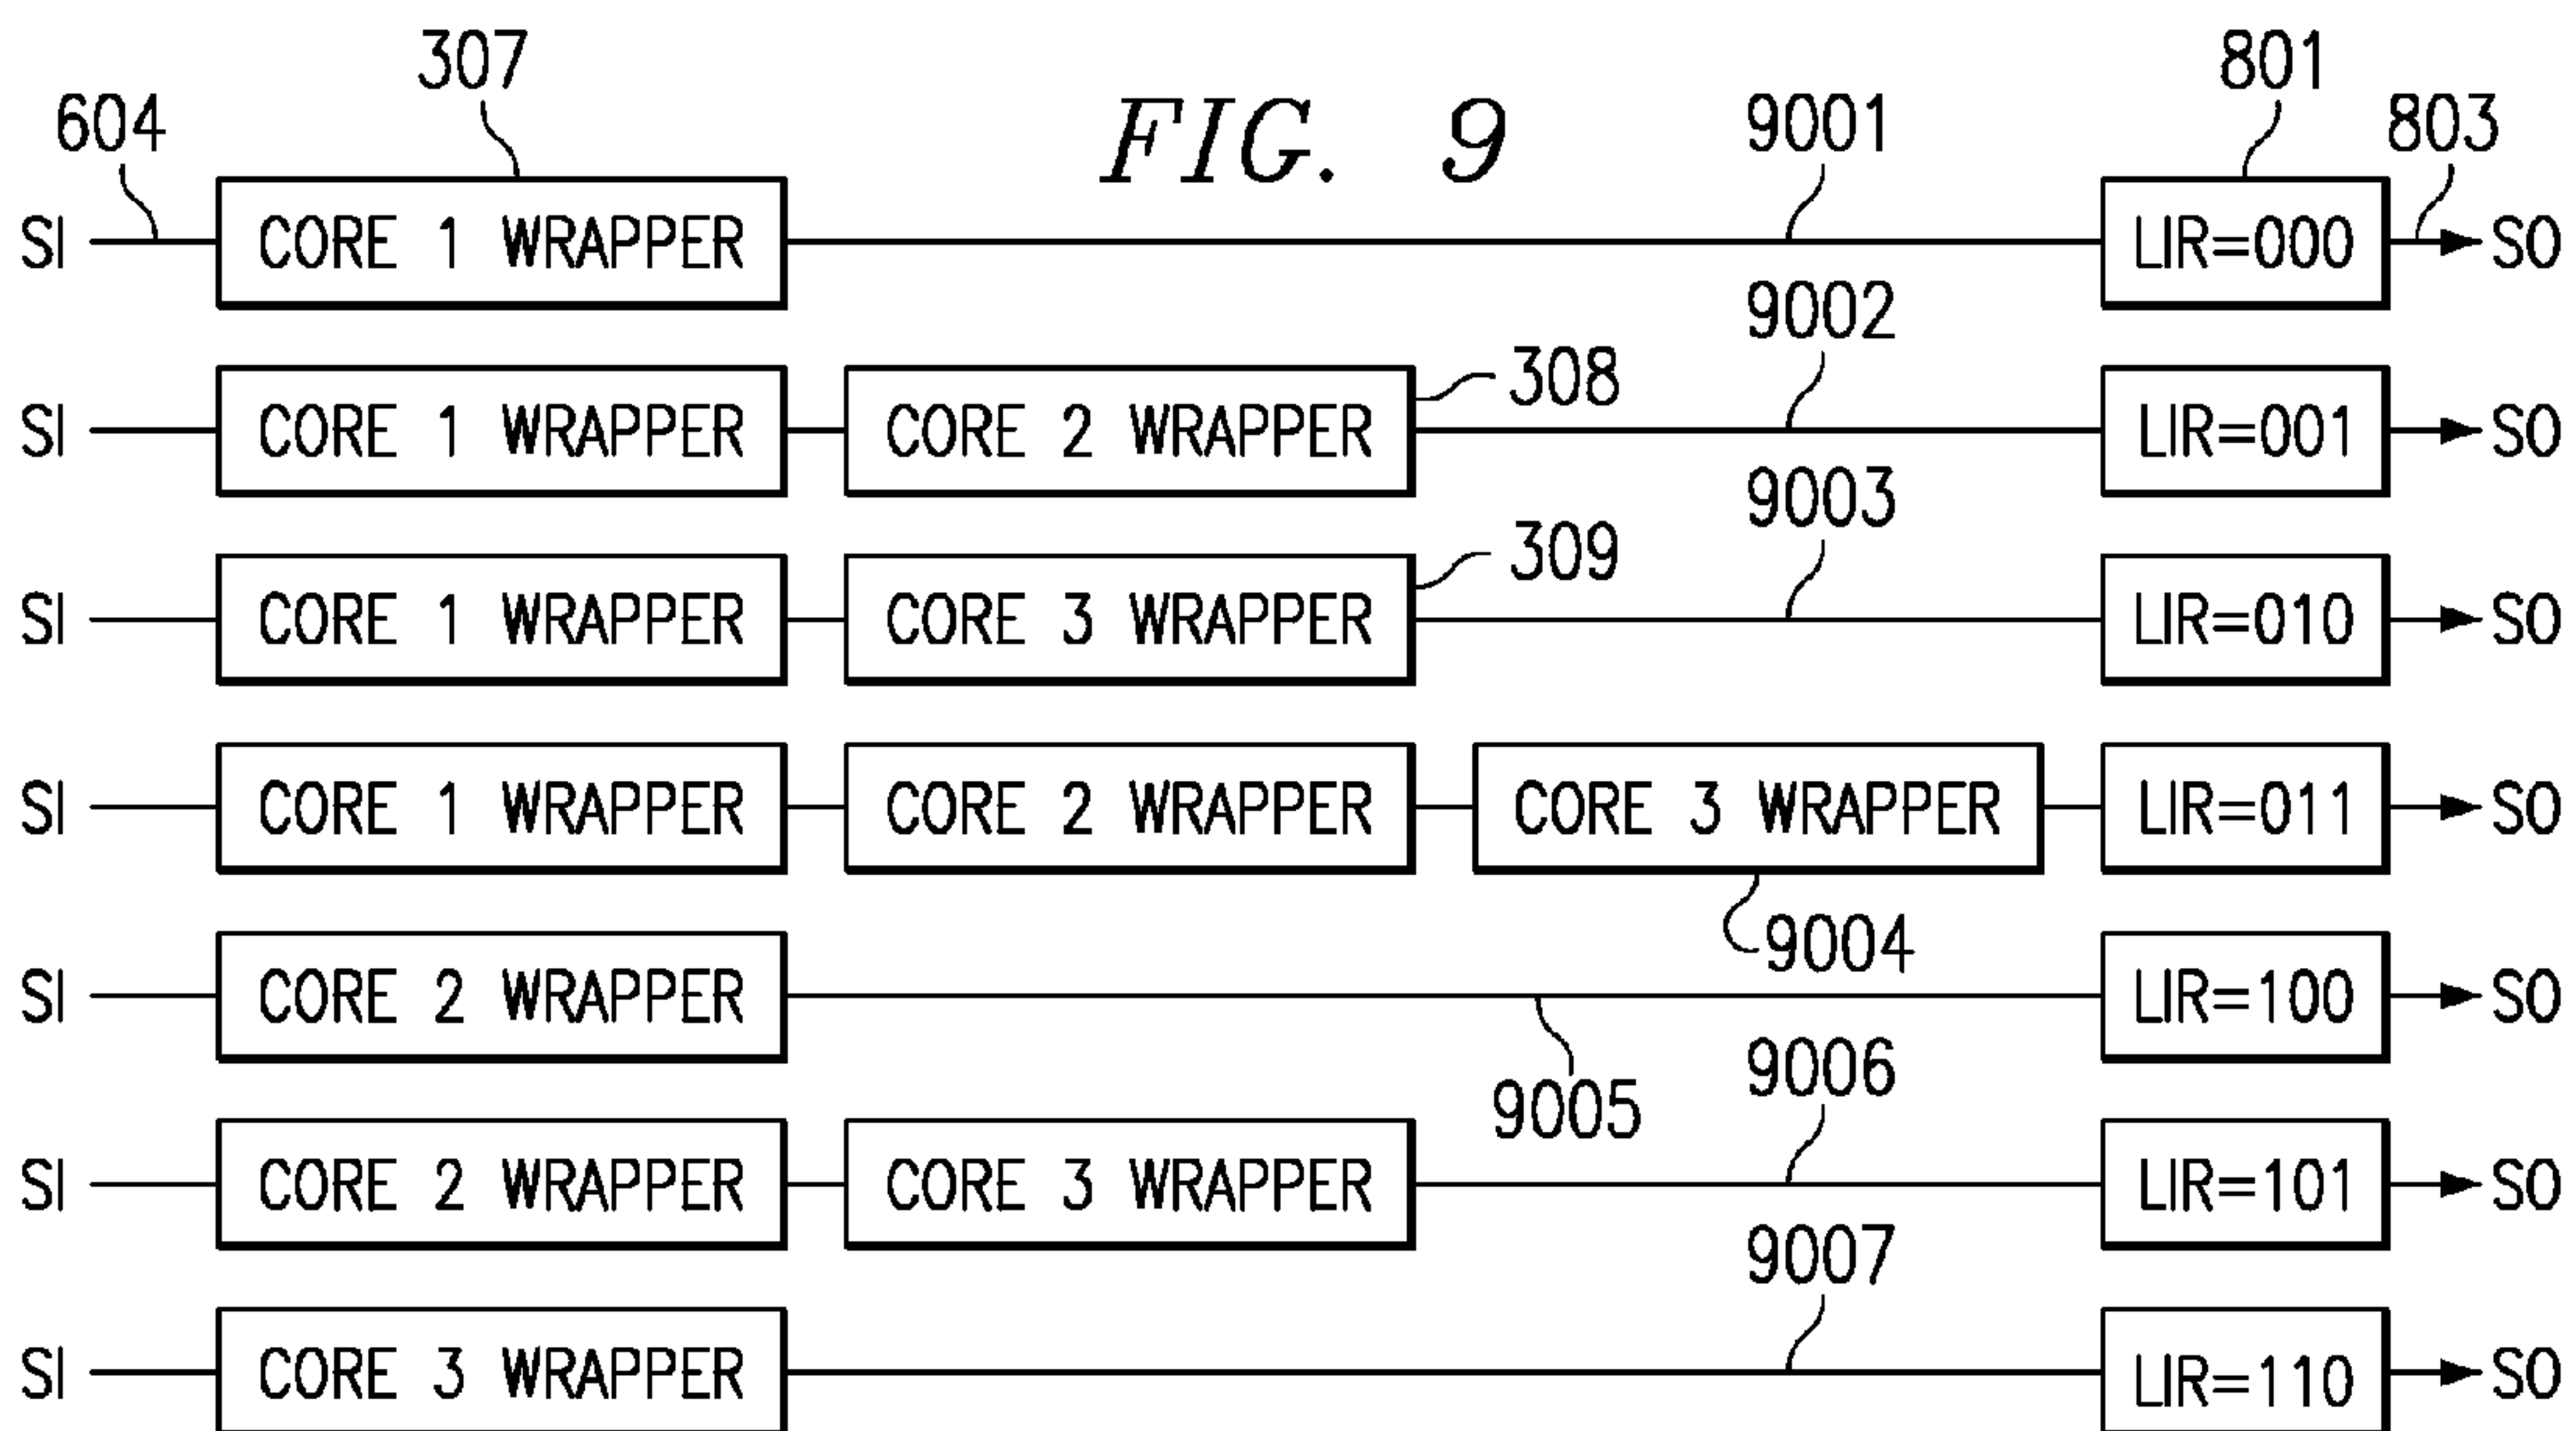 307
801
604
FIG. 9
9001
803
SI CORE 1 WRAPPER LIR=000 SO
9002
308
SI CORE 1 WRAPPER CORE 2 WRAPPER LIR=001 SO
9003
309
SI CORE 1 WRAPPER CORE 3 WRAPPER LIR=010 SO
SI CORE 1 WRAPPER CORE 2 WRAPPER CORE 3 WRAPPER LIR=011 SO
9004
SI CORE 2 WRAPPER LIR=100 SO
9005
9006
SI CORE 2 WRAPPER CORE 3 WRAPPER LIR=101 SO
9007
SI CORE 3 WRAPPER LIR=110 SO